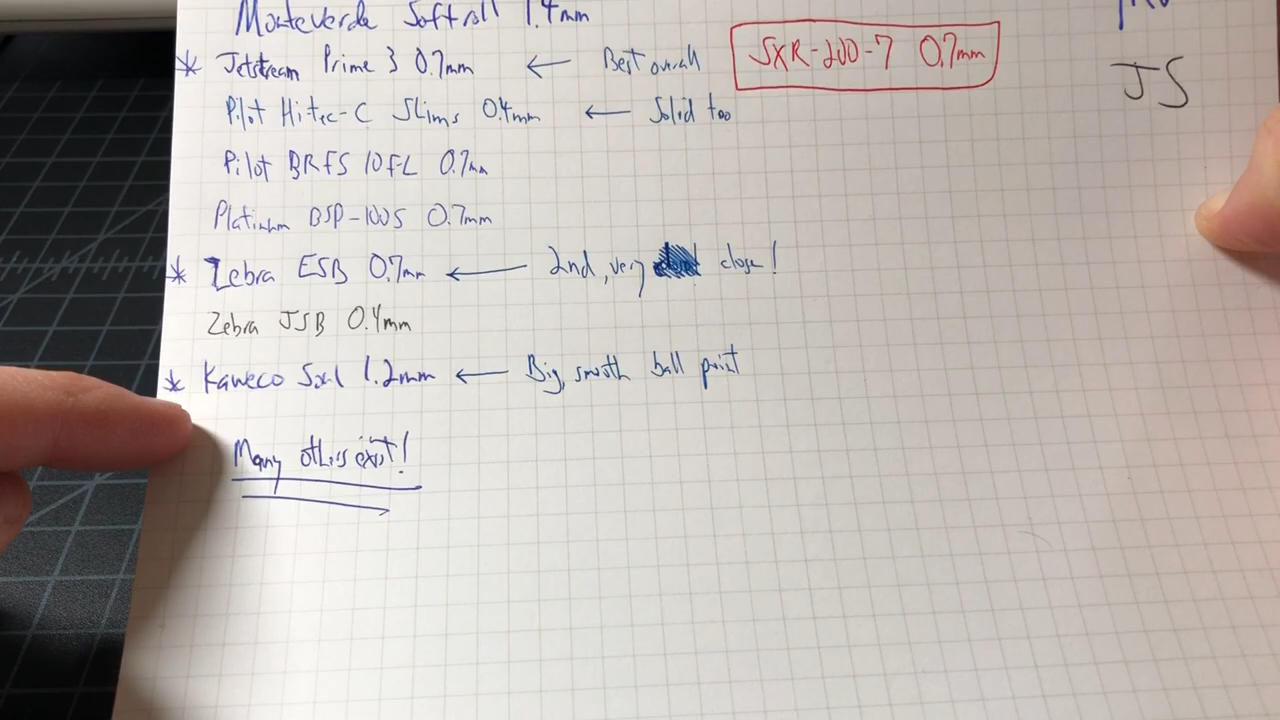 Monteverde Softroll 1.4mm
* Jetstream Prime 3 0.7mm ← Best overall
SXR-200-7 0.7mm
JS
Pilot Hitec-C Slims 0.4mm ← Solid too
Pilot BRFS 10FL 0.7mm
Platinum BSP-100S 0.7mm
* Zebra ESB 0.7mm ← 2nd, very close!
Zebra JSB 0.4mm
* Kaweco Soul 1.2mm ← Big, smooth ball point
Many others exist!